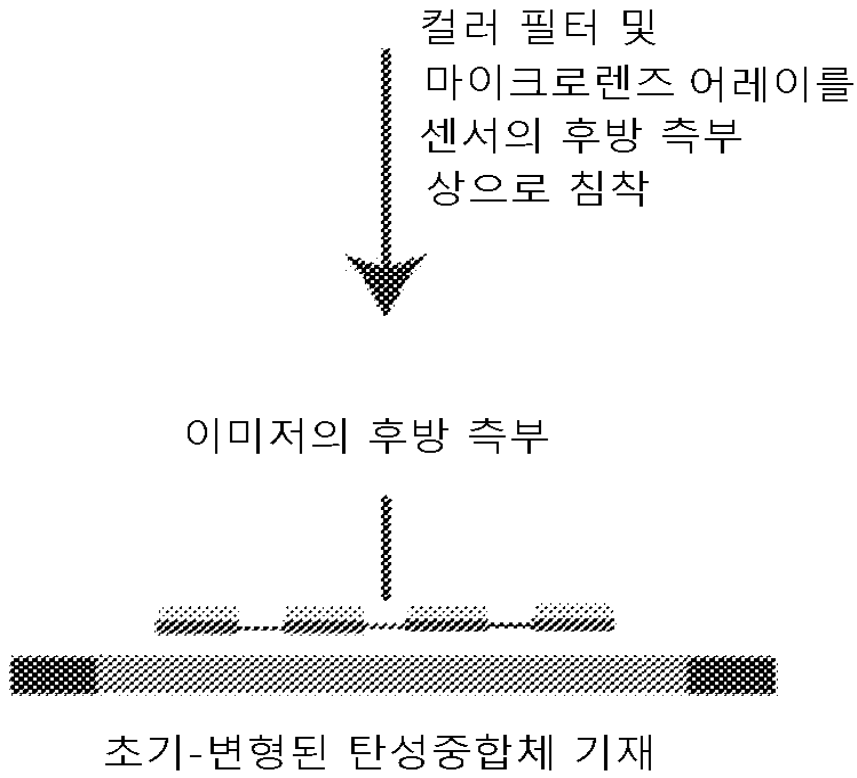 컬러 필터 및
마이크로렌즈 어레이를
센서의 후방 측부
상으로 침착
이미저의 후방 측부
초기-변형된 탄성중합체 기재